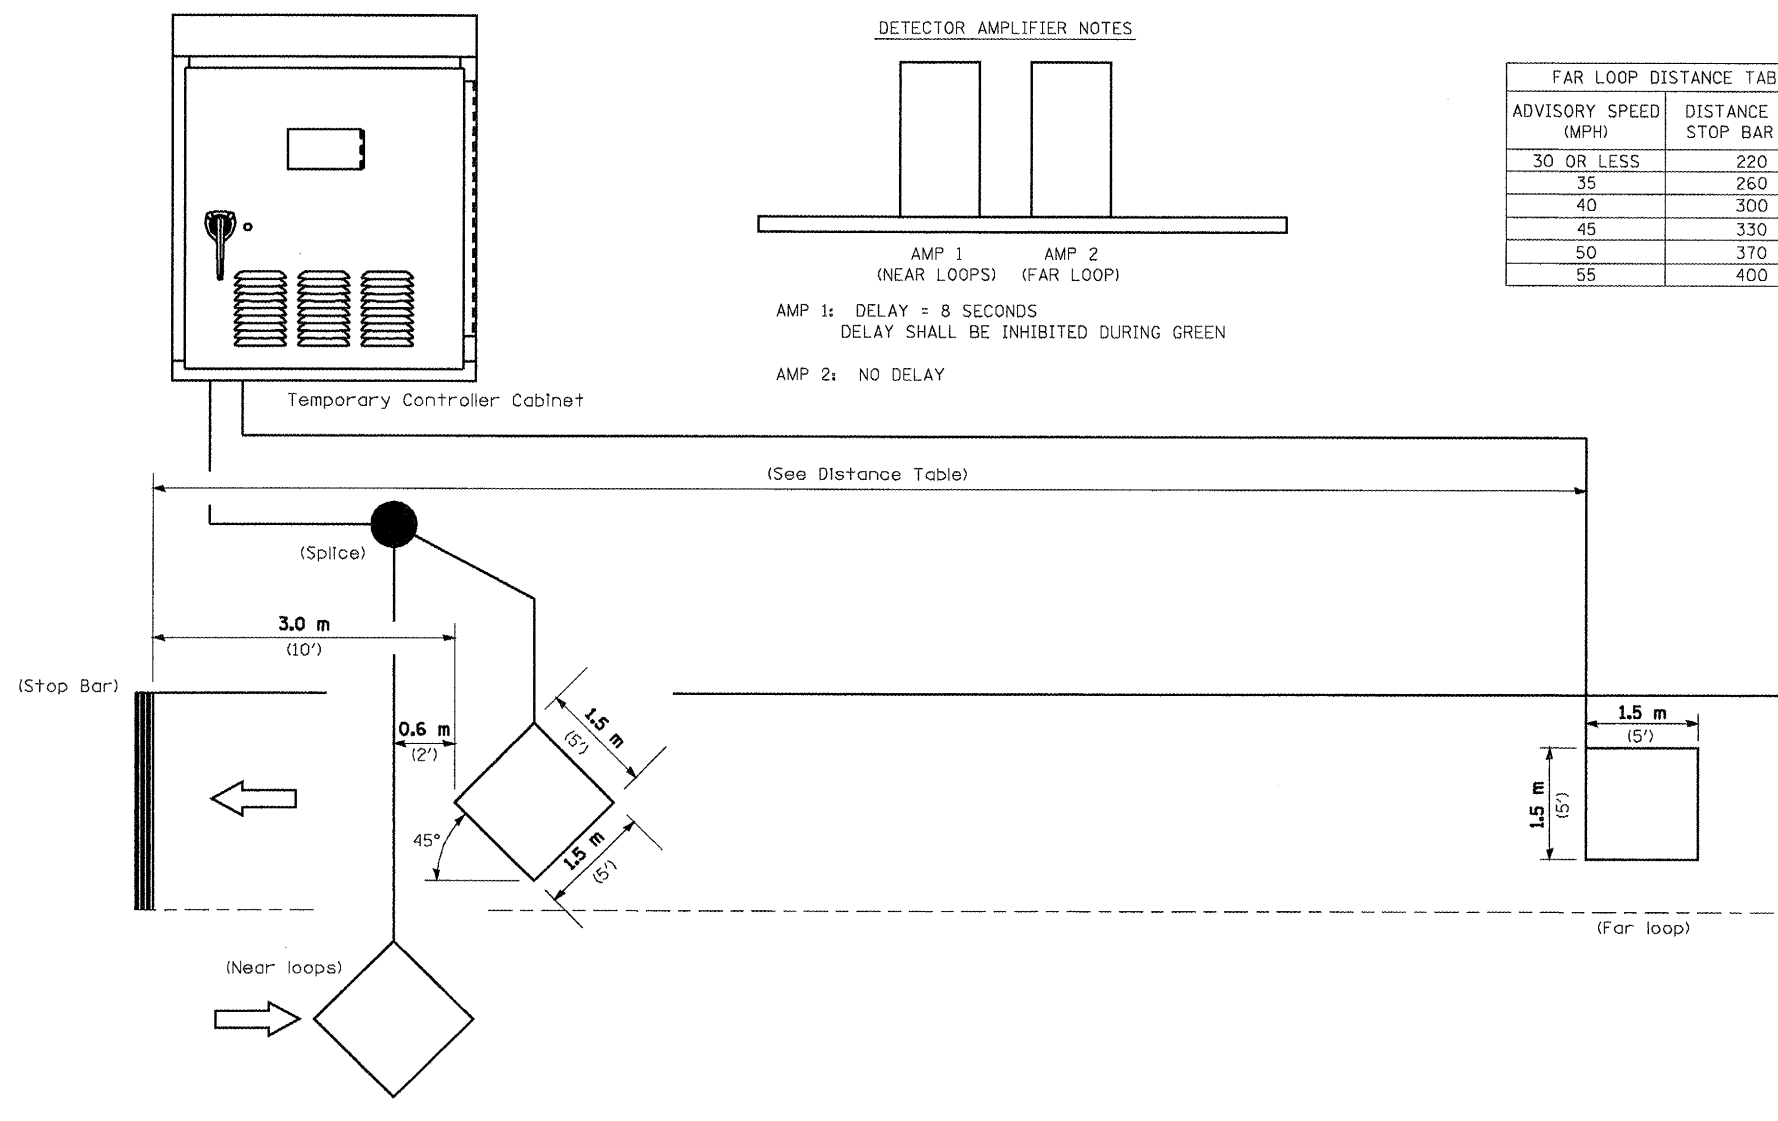 DETECTOR AMPLIFIER NOTES
AMP 1
(NEAR LOOPS)
AMP 2
(FAR LOOP)
AMP 1: DELAY = 8 SECONDS
DELAY SHALL BE INHIBITED DURING GREEN
AMP 2: NO DELAY
FAR LOOP DISTANCE TAB
ADVISORY SPEED
(MPH)
DISTANCE
STOP BAR
30 OR LESS 220
35 260
40 300
45 330
50 370
55 400
Temporary Controller Cabinet
(See Distance Table)
(Splice)
3.0 m
(10')
(Stop Bar)
0.6 m
(2')
1.5 m
(5')
45°
1.5 m
(5')
1.5 m
(5')
1.5 m
(5')
(Far loop)
(Near loops)